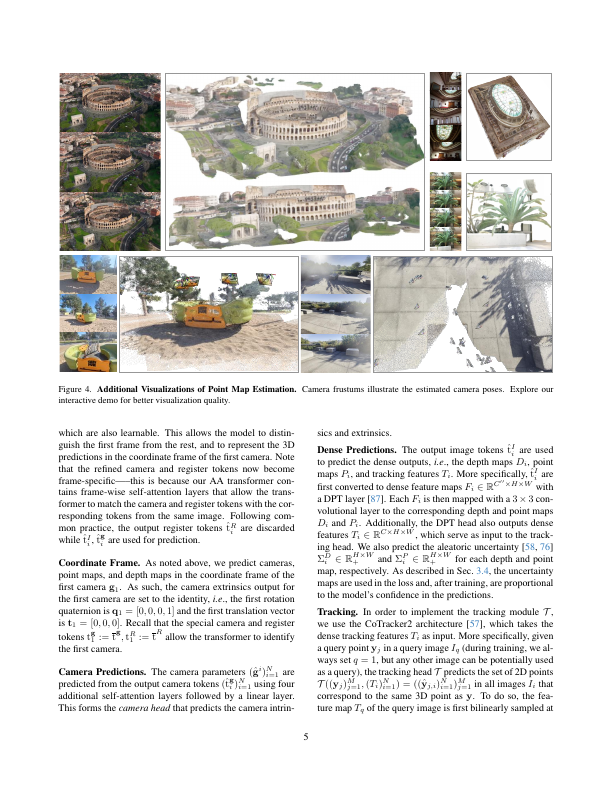 Figure 4. Additional Visualizations of Point Map Estimation. Camera frustums illustrate the estimated camera poses. Explore our
interactive demo for better visualization quality.
which are also learnable. This allows the model to distin-
guish the first frame from the rest, and to represent the 3D
predictions in the coordinate frame of the first camera. Note
that the refined camera and register tokens now become
frame-specific—–this is because our AA transformer con-
tains frame-wise self-attention layers that allow the trans-
former to match the camera and register tokens with the cor-
responding tokens from the same image. Following com-
mon practice, the output register tokens t̂ᵢᴿ are discarded
while t̂ᵢᴵ, t̂ᵢᵍ are used for prediction.
Coordinate Frame. As noted above, we predict cameras,
point maps, and depth maps in the coordinate frame of the
first camera g₁. As such, the camera extrinsics output for
the first camera are set to the identity, i.e., the first rotation
quaternion is q₁ = [0, 0, 0, 1] and the first translation vector
is t₁ = [0, 0, 0]. Recall that the special camera and register
tokens t₁ᵍ := t̄ᵍ, t₁ᴿ := t̄ᴿ allow the transformer to identify
the first camera.
Camera Predictions. The camera parameters (ĝⁱ)ᴺᵢ₌₁ are
predicted from the output camera tokens (t̂ᵢᵍ)ᴺᵢ₌₁ using four
additional self-attention layers followed by a linear layer.
This forms the camera head that predicts the camera intrin-
sics and extrinsics.
Dense Predictions. The output image tokens t̂ᵢᴵ are used
to predict the dense outputs, i.e., the depth maps Dᵢ, point
maps Pᵢ, and tracking features Tᵢ. More specifically, t̂ᵢᴵ are
first converted to dense feature maps Fᵢ ∈ ℝ^{C''×H×W} with
a DPT layer [87]. Each Fᵢ is then mapped with a 3 × 3 con-
volutional layer to the corresponding depth and point maps
Dᵢ and Pᵢ. Additionally, the DPT head also outputs dense
features Tᵢ ∈ ℝ^{C×H×W}, which serve as input to the track-
ing head. We also predict the aleatoric uncertainty [58, 76]
Σᵢᴰ ∈ ℝ₊^{H×W} and Σᵢᴾ ∈ ℝ₊^{H×W} for each depth and point
map, respectively. As described in Sec. 3.4, the uncertainty
maps are used in the loss and, after training, are proportional
to the model's confidence in the predictions.
Tracking. In order to implement the tracking module 𝒯,
we use the CoTracker2 architecture [57], which takes the
dense tracking features Tᵢ as input. More specifically, given
a query point yⱼ in a query image I_q (during training, we al-
ways set q = 1, but any other image can be potentially used
as a query), the tracking head 𝒯 predicts the set of 2D points
𝒯((yⱼ)ᴹⱼ₌₁, (Tᵢ)ᴺᵢ₌₁) = ((ŷⱼ,ᵢ)ᴺᵢ₌₁)ᴹⱼ₌₁ in all images Iᵢ that
correspond to the same 3D point as y. To do so, the fea-
ture map T_q of the query image is first bilinearly sampled at
5